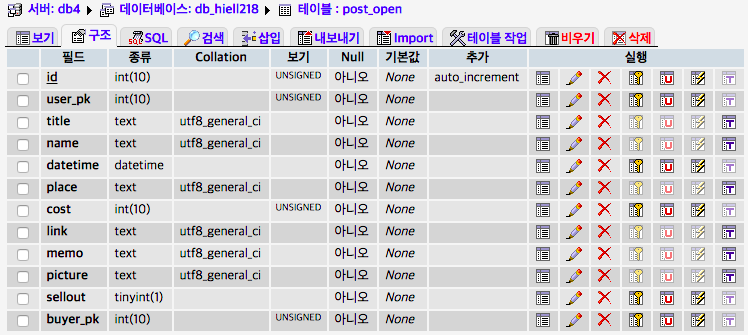 서버: db4 ▶ 데이터베이스: db_hiell218 ▶ 테이블 : post_open
보기 구조 SQL 검색 삽입 내보내기 Import 테이블 작업 비우기 삭제
필드 종류 Collation 보기 Null 기본값 추가 실행
id int(10) UNSIGNED 아니오 None auto_increment
user_pk int(10) UNSIGNED 아니오 None
title text utf8_general_ci 아니오 None
name text utf8_general_ci 아니오 None
datetime datetime 아니오 None
place text utf8_general_ci 아니오 None
cost int(10) UNSIGNED 아니오 None
link text utf8_general_ci 아니오 None
memo text utf8_general_ci 아니오 None
picture text utf8_general_ci 아니오 None
sellout tinyint(1) 아니오 None
buyer_pk int(10) UNSIGNED 아니오 None